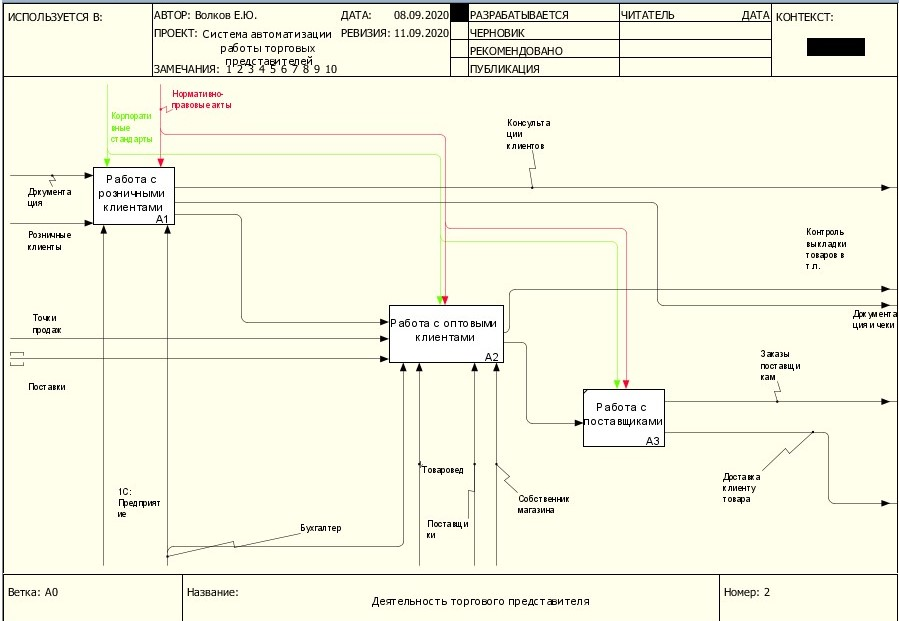 ИСПОЛЬЗУЕТСЯ В:
АВТОР: Волков Е.Ю.
ДАТА: 08.09.2020
РАЗРАБАТЫВАЕТСЯ
ЧИТАТЕЛЬ
ДАТА
КОНТЕКСТ:
ПРОЕКТ: Система автоматизации
работы торговых
представителей
РЕВИЗИЯ: 11.09.2020
ЧЕРНОВИК
РЕКОМЕНДОВАНО
ЗАМЕЧАНИЯ: 1 2 3 4 5 6 7 8 9 10
ПУБЛИКАЦИЯ
Нормативно-
правовые акты
Корпорати
вные
стандарты
Консульта
ции
клиентов
Работа с
розничными
клиентами
A1
Документа
ция
Розничные
клиенты
Контроль
выкладки
товаров в
т.п.
Точки
продаж
Работа с оптовыми
клиентами
A2
Документа
ция и чеки
Поставки
Заказы
поставщи
кам
Работа с
поставщиками
A3
Товаровед
Доставка
клиенту
товара
1С:
Предприят
ие
Собственник
магазина
Поставщи
ки
Бухгалтер
Ветка: A0
Название:
Деятельность торгового представителя
Номер: 2